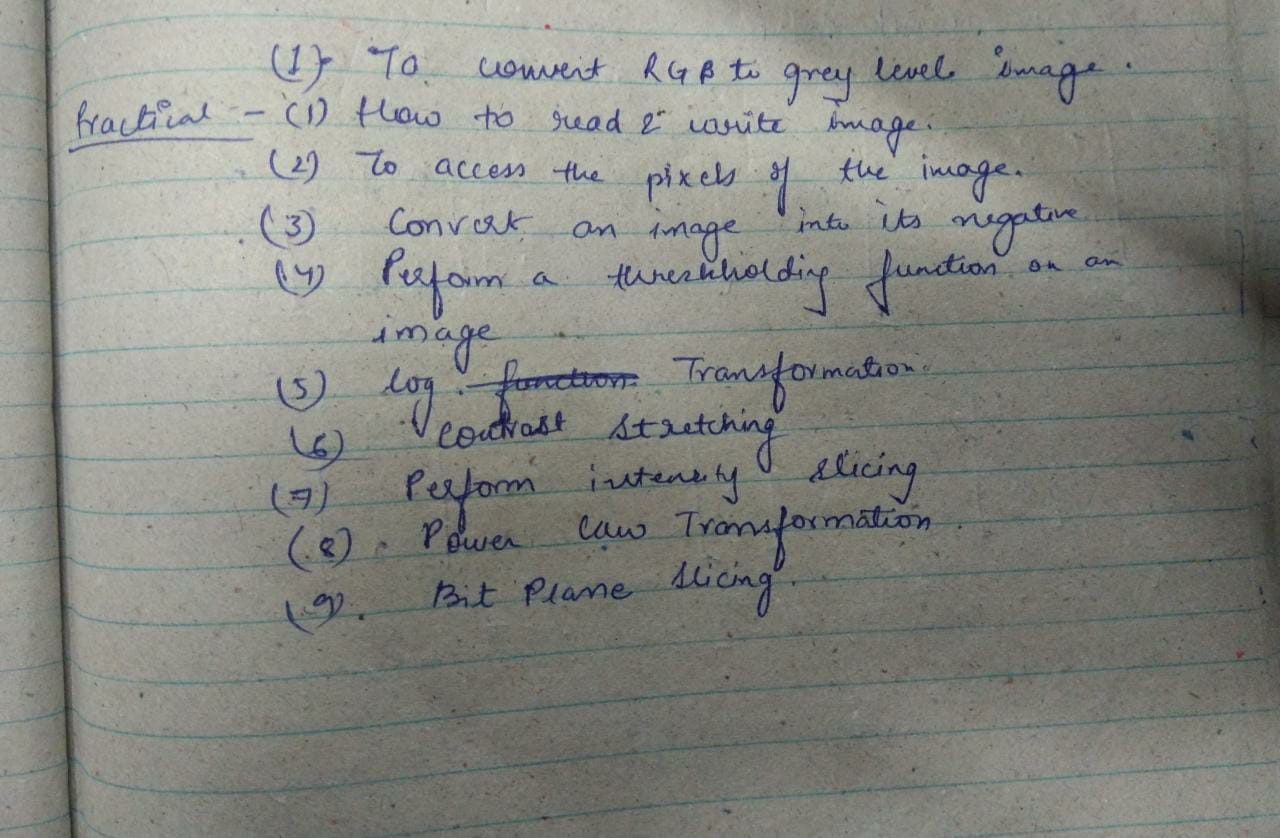 (1) To convert RGB to grey level image.
Practical - (1) How to read & write image.
(2) To access the pixels of the image.
(3) Convert an image into its negative
(4) Perform a threshholding function on an
image
(5) log function Transformation.
(6) Contrast Stretching
(7) Perform intensity slicing
(8) Power law Transformation.
(9). Bit Plane Slicing.